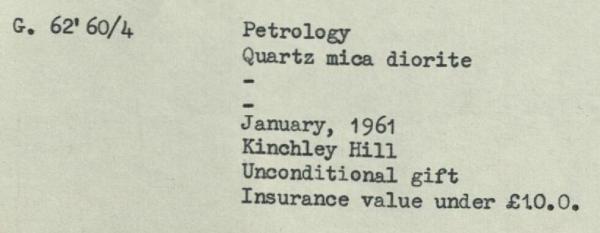 G. 62'60/4 Petrology
Quartz mica diorite
-
-
January, 1961
Kinchley Hill
Unconditional gift
Insurance value under £10.0.